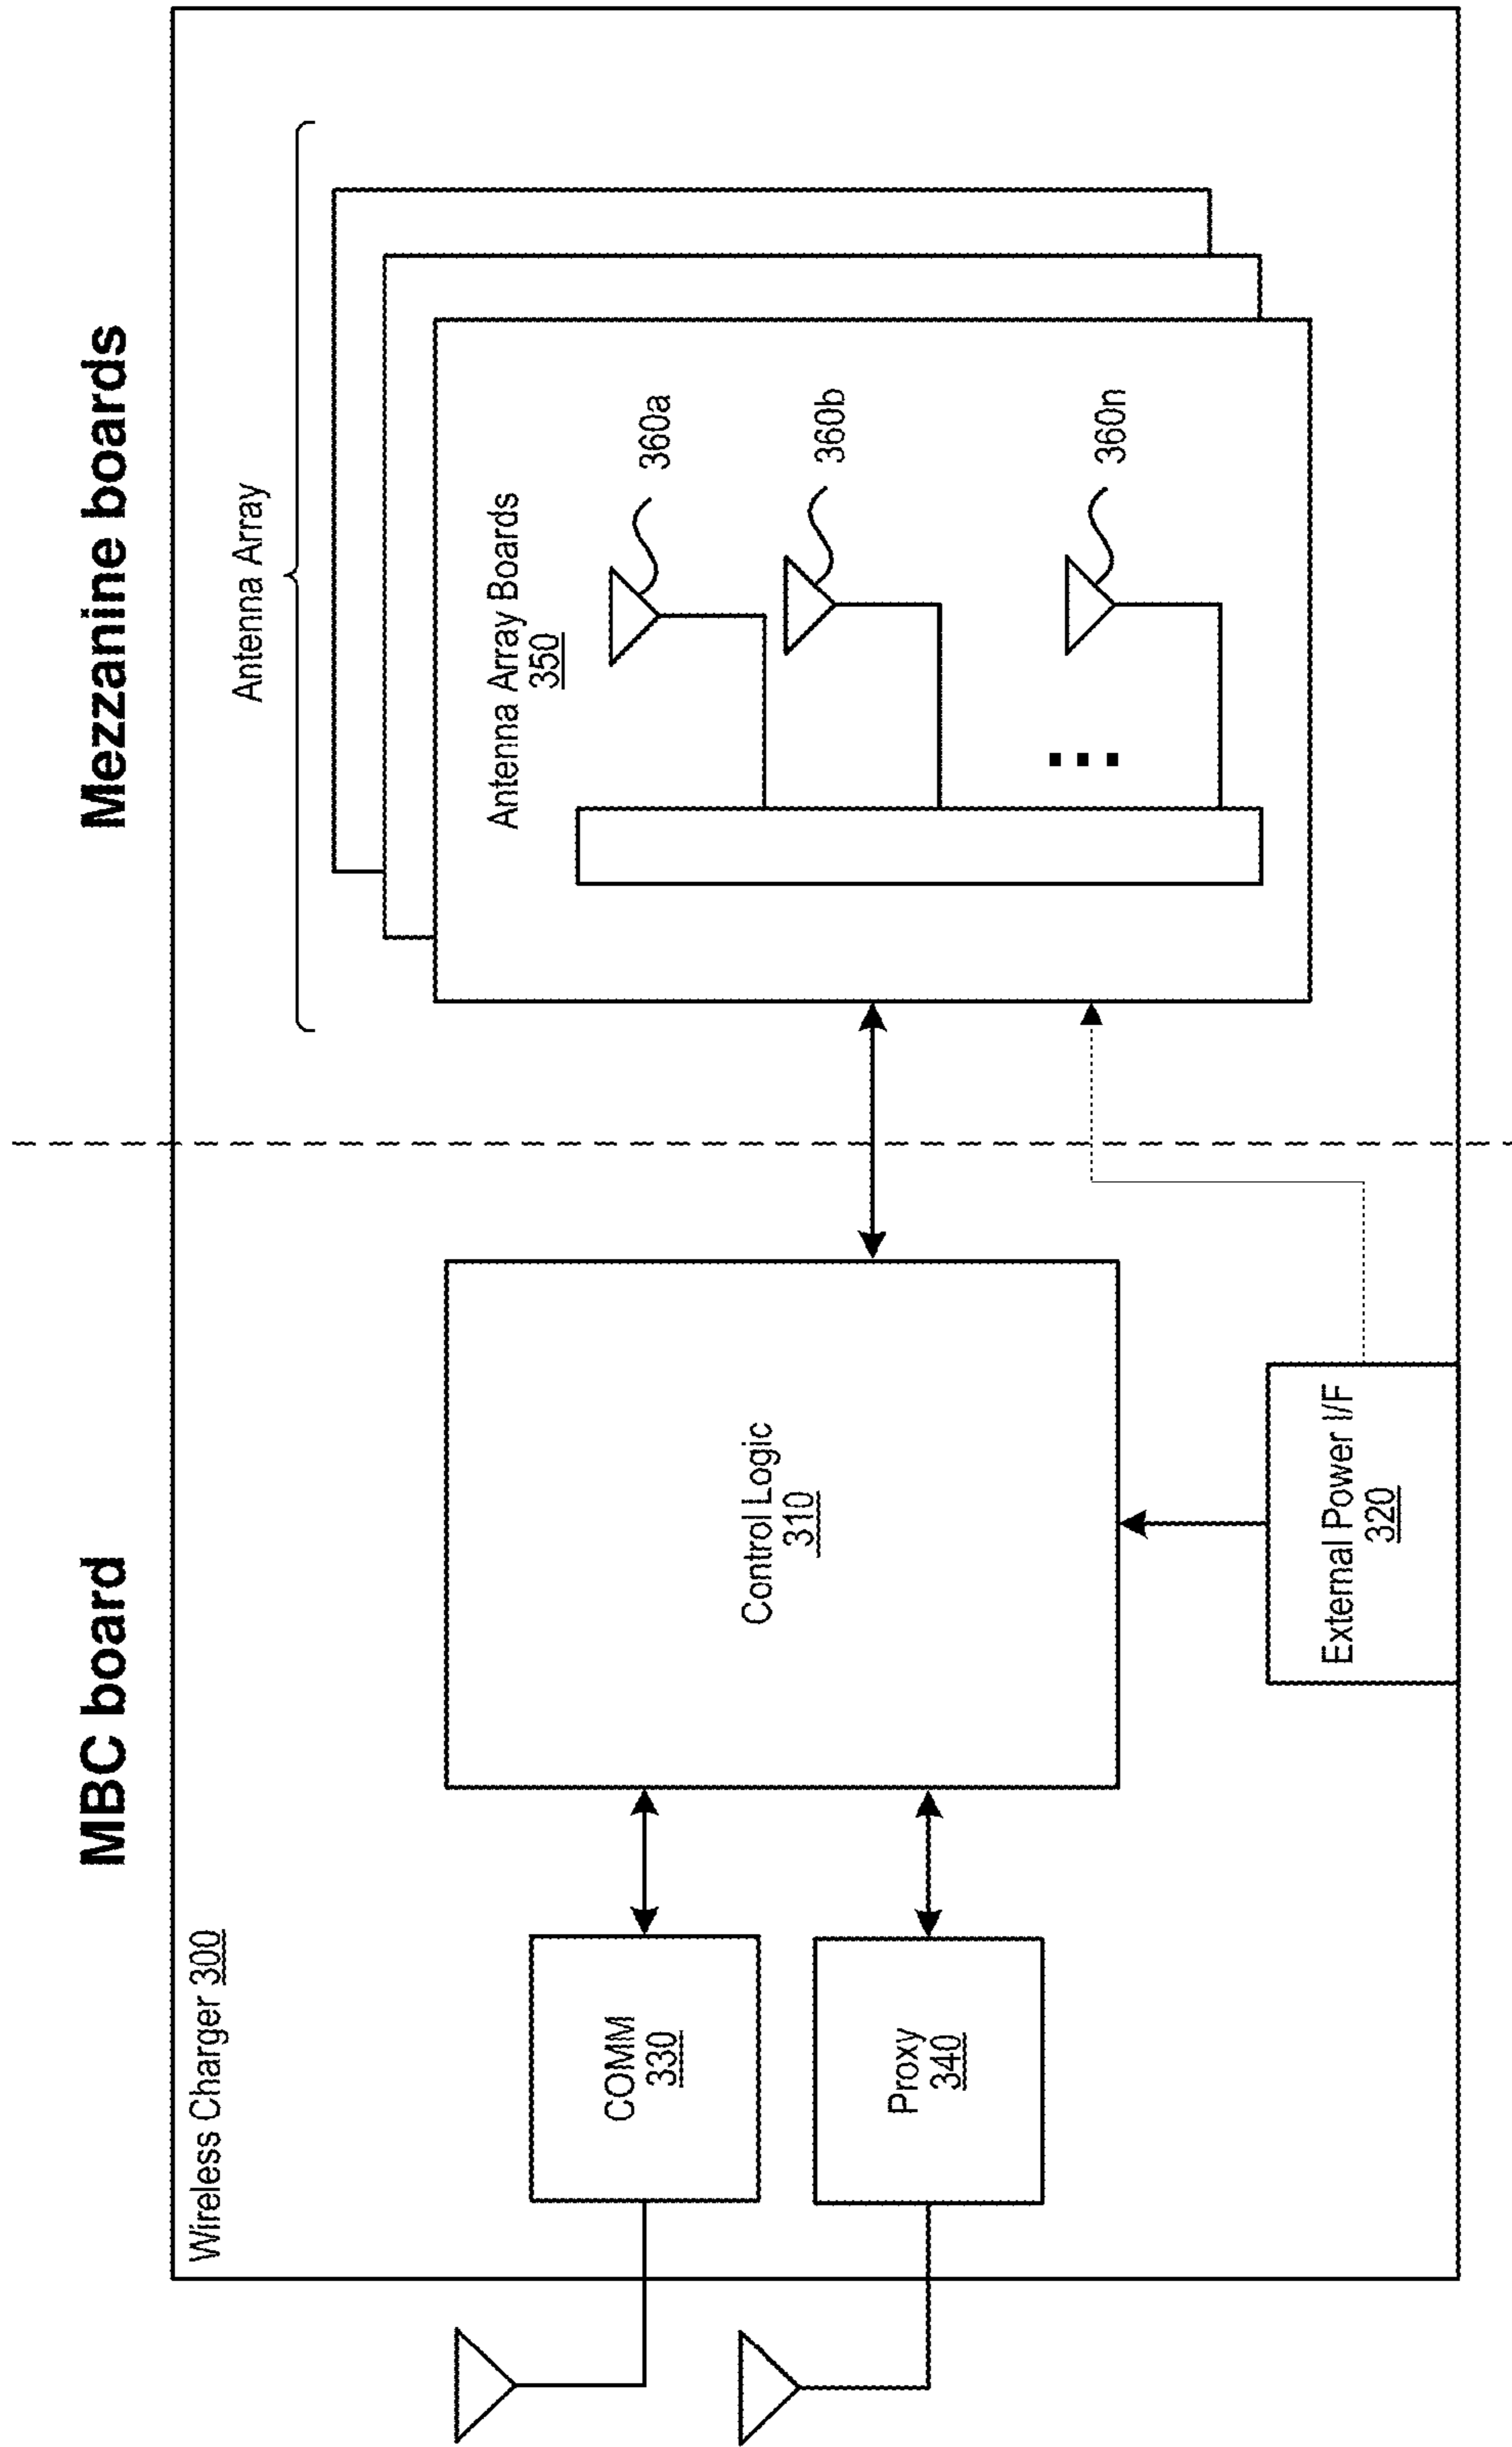 MBC board
Mezzanine boards
Wireless Charger 300
Antenna Array
COMM
330
Proxy
340
Control Logic
310
External Power I/F
320
Antenna Array Boards
350
360a
360b
360n